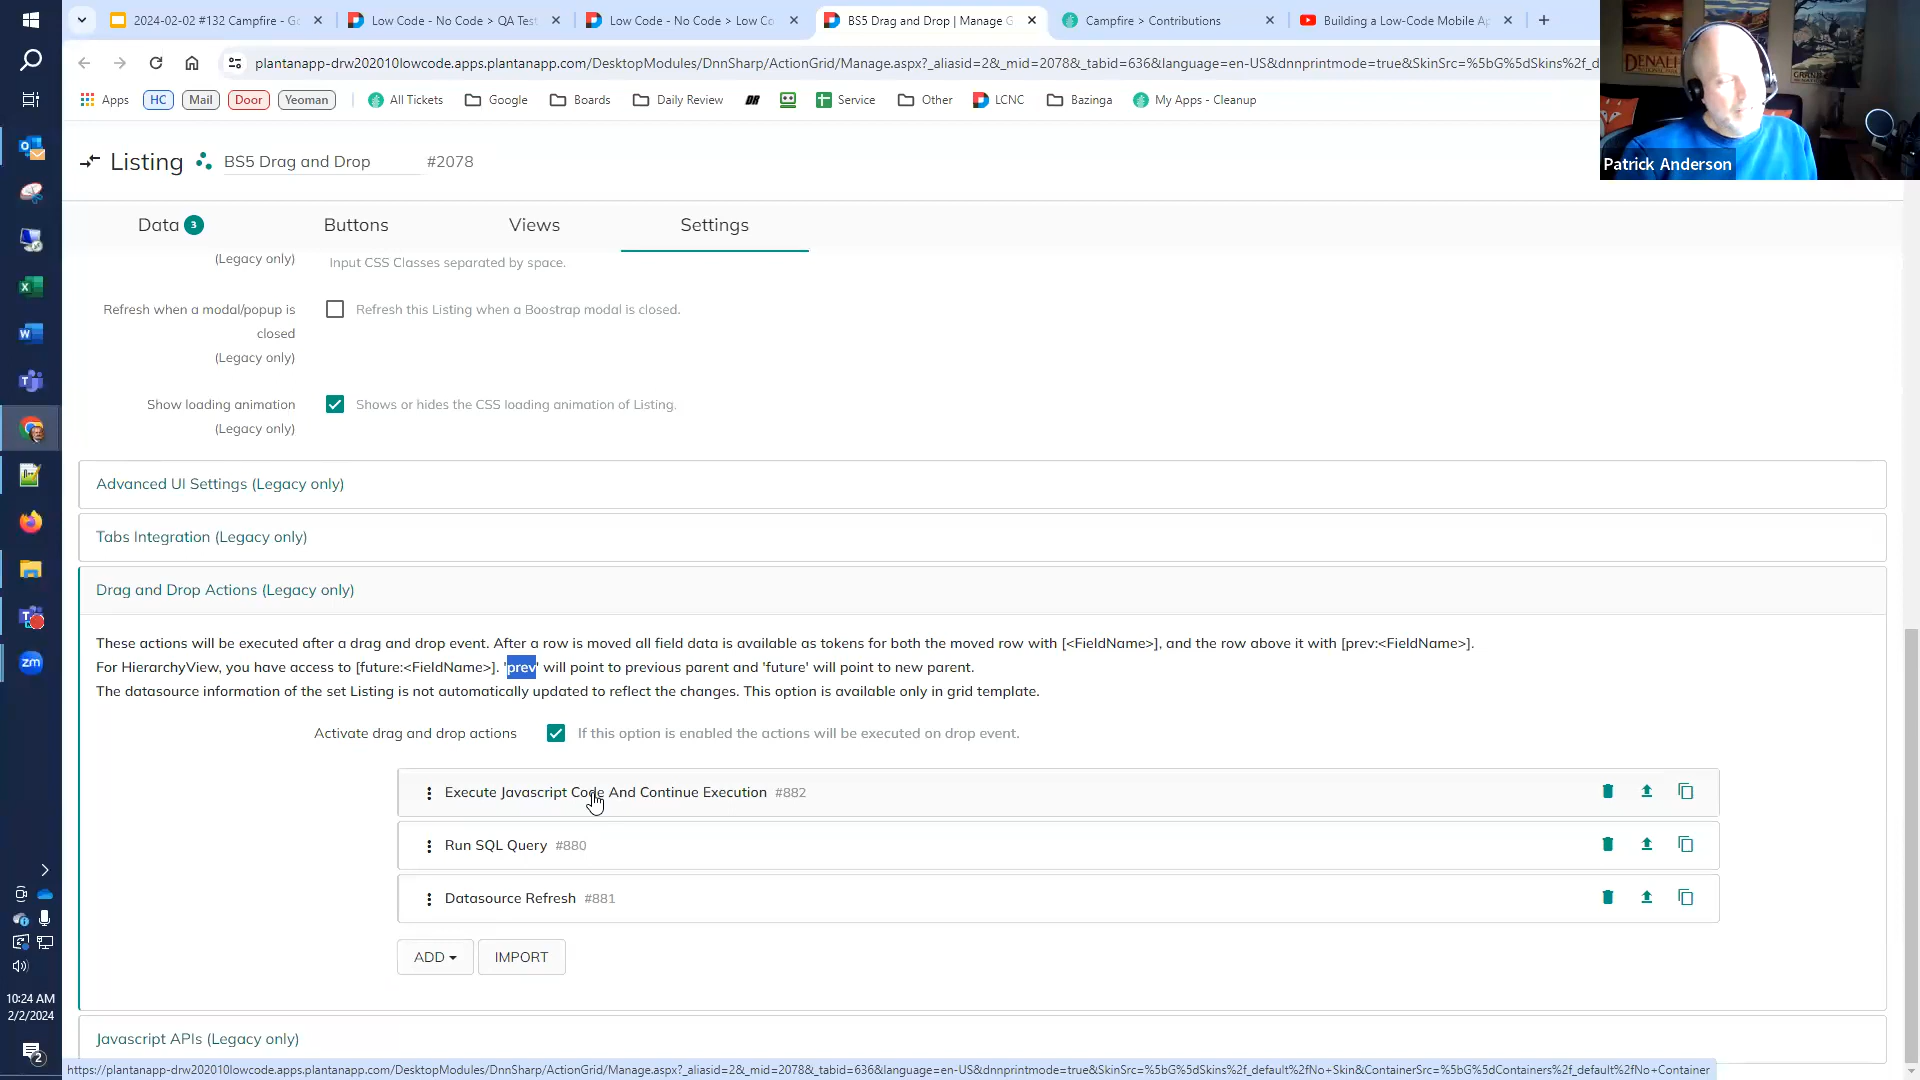 2024-02-02 #132 Campfire - Go
Low Code - No Code > QA Test
Low Code - No Code > Low Co
BS5 Drag and Drop | Manage G
Campfire > Contributions
Building a Low-Code Mobile Ap
plantanapp-drw202010lowcode.apps.plantanapp.com/DesktopModules/DnnSharp/ActionGrid/Manage.aspx?_aliasid=2&_mid=2078&_tabid=636&language=en-US&dnnprintmode=true&SkinSrc=%5bG%5dSkins%2f_d
Apps
HC
Mail
Door
Yeoman
All Tickets
Google
Boards
Daily Review
Service
Other
LCNC
Bazinga
My Apps - Cleanup
DENALI
Patrick Anderson
Listing
BS5 Drag and Drop
#2078
Data 3
Buttons
Views
Settings
(Legacy only)
Input CSS Classes separated by space.
Refresh when a modal/popup is
closed
(Legacy only)
Refresh this Listing when a Boostrap modal is closed.
Show loading animation
(Legacy only)
Shows or hides the CSS loading animation of Listing.
Advanced UI Settings (Legacy only)
Tabs Integration (Legacy only)
Drag and Drop Actions (Legacy only)
These actions will be executed after a drag and drop event. After a row is moved all field data is available as tokens for both the moved row with [<FieldName>], and the row above it with [prev:<FieldName>].
For HierarchyView, you have access to [future:<FieldName>]. 'prev' will point to previous parent and 'future' will point to new parent.
The datasource information of the set Listing is not automatically updated to reflect the changes. This option is available only in grid template.
Activate drag and drop actions
If this option is enabled the actions will be executed on drop event.
Execute Javascript Code And Continue Execution #882
Run SQL Query #880
Datasource Refresh #881
ADD
IMPORT
Javascript APIs (Legacy only)
https://plantanapp-drw202010lowcode.apps.plantanapp.com/DesktopModules/DnnSharp/ActionGrid/Manage.aspx?_aliasid=2&_mid=2078&_tabid=636&language=en-US&dnnprintmode=true&SkinSrc=%5bG%5dSkins%2f_default%2fNo+Skin&ContainerSrc=%5bG%5dContainers%2f_default%2fNo+Container
zm
10:24 AM
2/2/2024
2